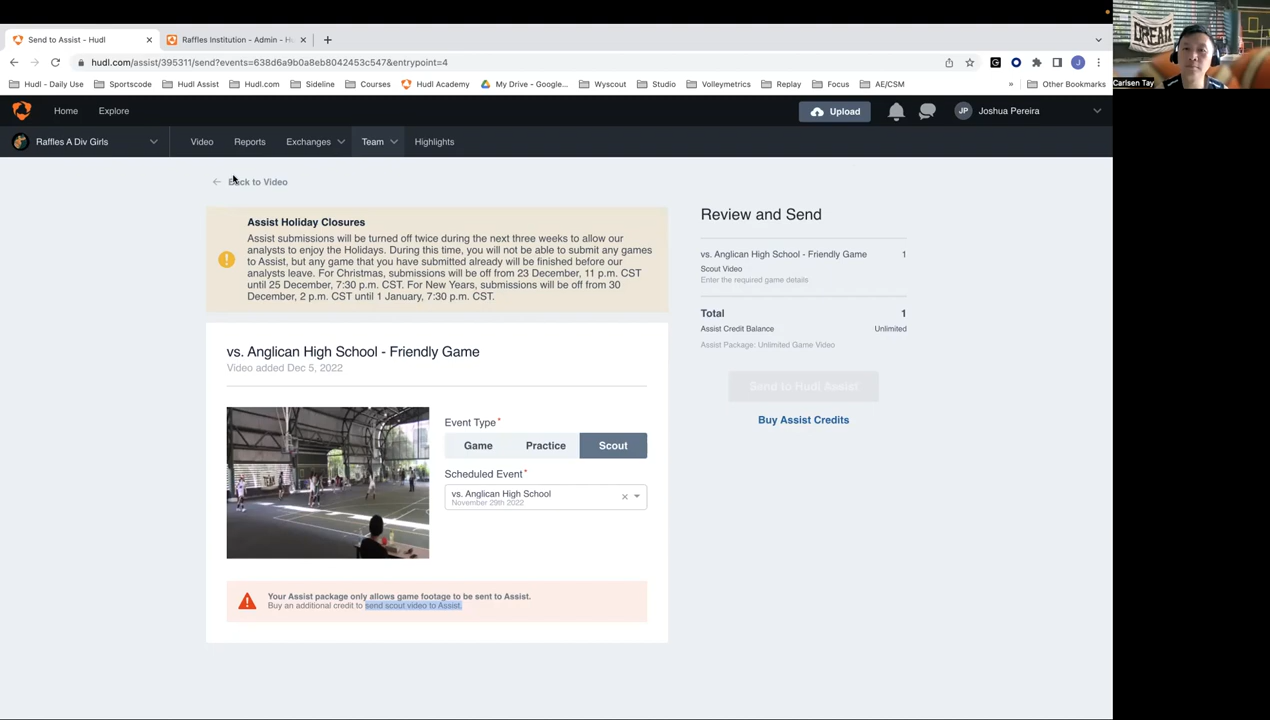 Send to Assist - Hudl
Raffles Institution - Admin - H
hudl.com/assist/395311/send?events=638d6a9b0a8eb8042453c547&entrypoint=4
Hudl - Daily Use
Sportscode
Hudl Assist
Hudl.com
Sideline
Courses
Hudl Academy
My Drive - Google...
Wyscout
Studio
Volleymetrics
Replay
Focus
AE/CSM
»
Other Bookmarks
DREAM
Carlsen Tay
Home
Explore
Upload
JP
Joshua Pereira
Raffles A Div Girls
Video
Reports
Exchanges
Team
Highlights
Back to Video
Assist Holiday Closures
Assist submissions will be turned off twice during the next three weeks to allow our
analysts to enjoy the Holidays. During this time, you will not be able to submit any games
to Assist, but any game that you have submitted already will be finished before our
analysts leave. For Christmas, submissions will be off from 23 December, 11 p.m. CST
until 25 December, 7:30 p.m. CST. For New Years, submissions will be off from 30
December, 2 p.m. CST until 1 January, 7:30 p.m. CST.
vs. Anglican High School - Friendly Game
Video added Dec 5, 2022
Event Type*
Game
Practice
Scout
Scheduled Event*
vs. Anglican High School
November 29th 2022
Your Assist package only allows game footage to be sent to Assist.
Buy an additional credit to send scout video to Assist.
Review and Send
vs. Anglican High School - Friendly Game 1
Scout Video
Enter the required game details
Total 1
Assist Credit Balance Unlimited
Assist Package: Unlimited Game Video
Send to Hudl Assist
Buy Assist Credits